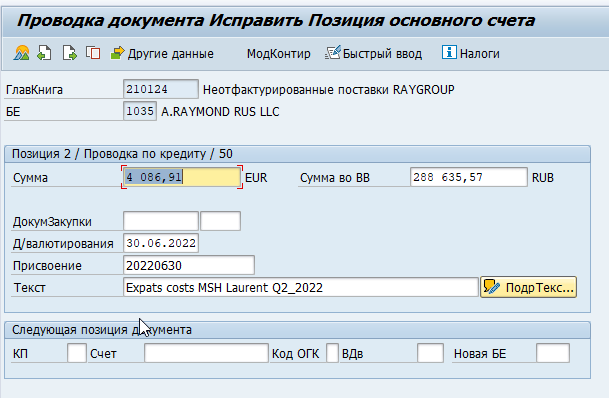 Проводка документа Исправить Позиция основного счета
Другие данные МодКонтир Быстрый ввод Налоги
ГлавКнига 210124 Неотфактурированные поставки RAYGROUP
БЕ 1035 A.RAYMOND RUS LLC
Позиция 2 / Проводка по кредиту / 50
Сумма 4 086,91 EUR Сумма во ВВ 288 635,57 RUB
ДокумЗакупки
Д/валютирования 30.06.2022
Присвоение 20220630
Текст Expats costs MSH Laurent Q2_2022 ПодрТекс...
Следующая позиция документа
КП Счет Код ОГК ВДв Новая БЕ